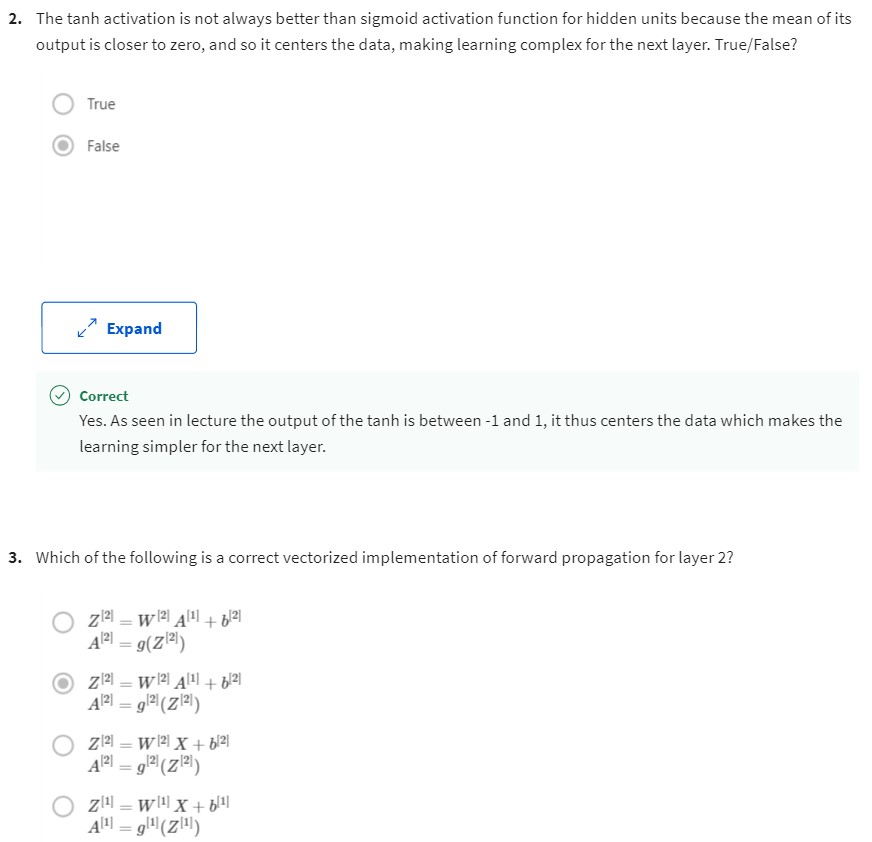 2. The tanh activation is not always better than sigmoid activation function for hidden units because the mean of its
output is closer to zero, and so it centers the data, making learning complex for the next layer. True/False?
True
False
Expand
Correct
Yes. As seen in lecture the output of the tanh is between -1 and 1, it thus centers the data which makes the
learning simpler for the next layer.
3. Which of the following is a correct vectorized implementation of forward propagation for layer 2?
Z^[2] = W^[2] A^[1] + b^[2]
A^[2] = g(Z^[2])
Z^[2] = W^[2] A^[1] + b^[2]
A^[2] = g^[2](Z^[2])
Z^[2] = W^[2] X + b^[2]
A^[2] = g^[2](Z^[2])
Z^[1] = W^[1] X + b^[1]
A^[1] = g^[1](Z^[1])